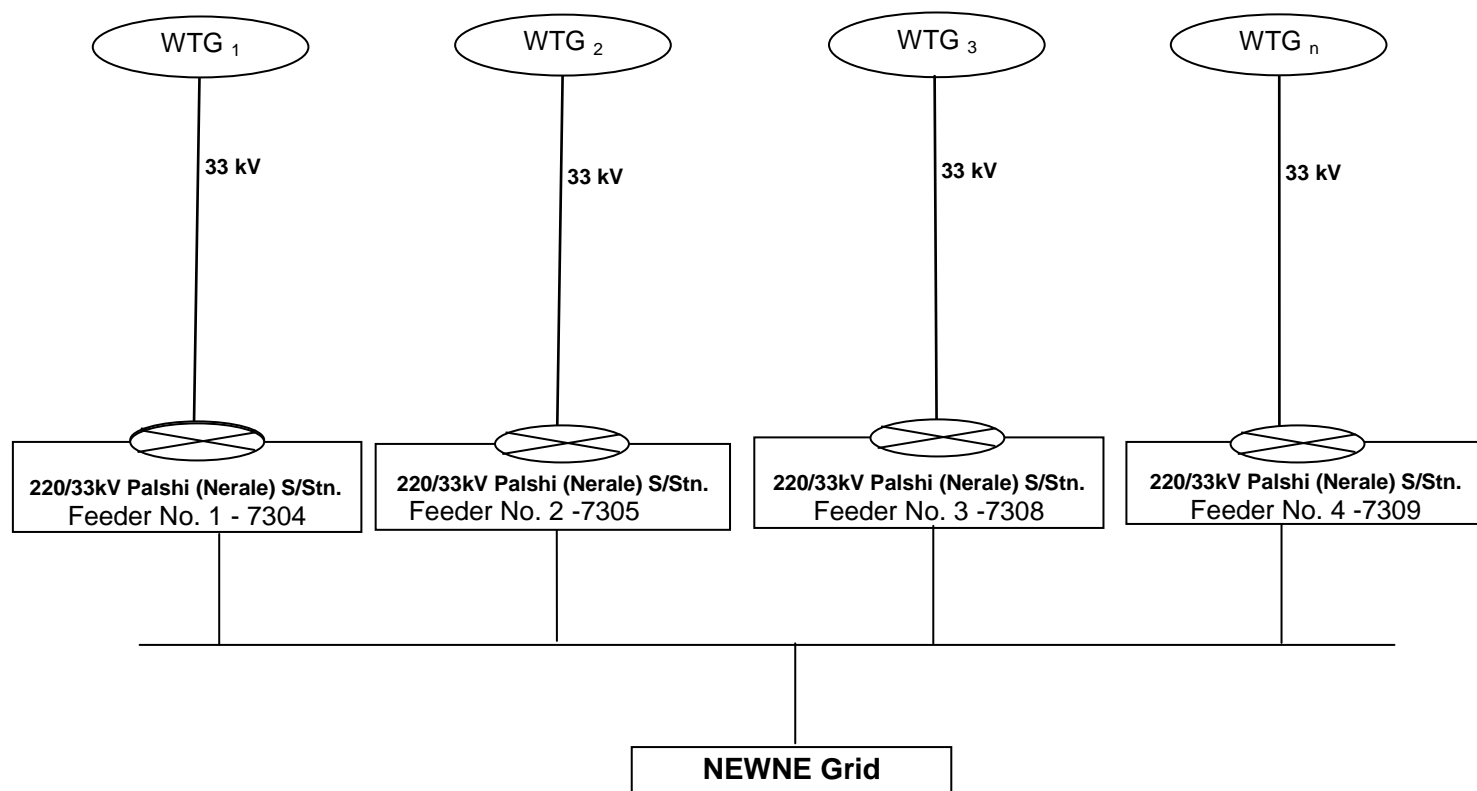 WTG 1
WTG 2
WTG 3
WTG n
33 kV
33 kV
33 kV
33 kV
220/33kV Palshi (Nerale) S/Stn.
Feeder No. 1 - 7304
220/33kV Palshi (Nerale) S/Stn.
Feeder No. 2 -7305
220/33kV Palshi (Nerale) S/Stn.
Feeder No. 3 -7308
220/33kV Palshi (Nerale) S/Stn.
Feeder No. 4 -7309
NEWNE Grid